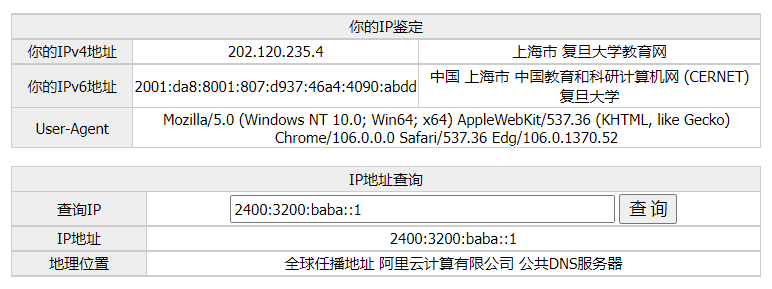 你的IP鉴定
你的IPv4地址 202.120.235.4 上海市 复旦大学教育网
你的IPv6地址 2001:da8:8001:807:d937:46a4:4090:abdd 中国 上海市 中国教育和科研计算机网 (CERNET)
复旦大学
User-Agent Mozilla/5.0 (Windows NT 10.0; Win64; x64) AppleWebKit/537.36 (KHTML, like Gecko)
Chrome/106.0.0.0 Safari/537.36 Edg/106.0.1370.52
IP地址查询
查询IP 2400:3200:baba::1 查 询
IP地址 2400:3200:baba::1
地理位置 全球任播地址 阿里云计算有限公司 公共DNS服务器